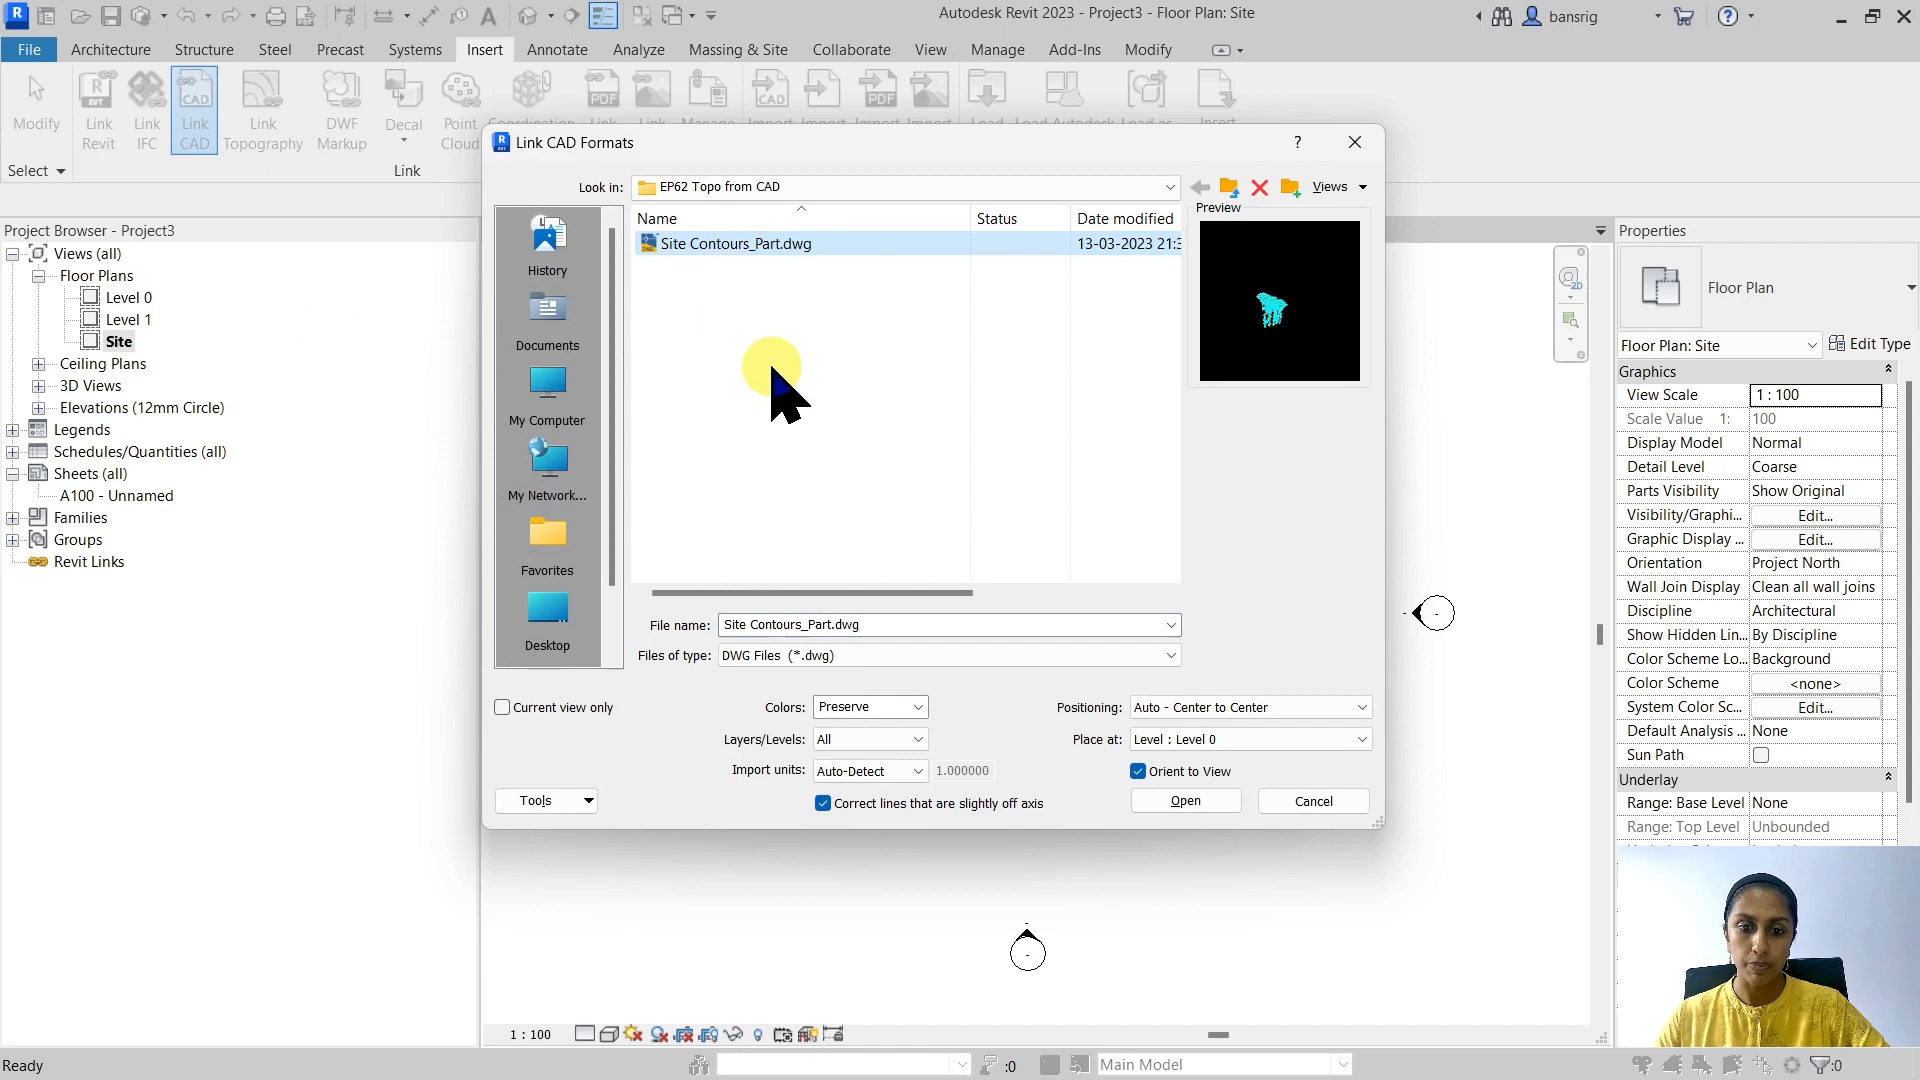 Autodesk Revit 2023 - Project3 - Floor Plan: Site
bansrig
File Architecture Structure Steel Precast Systems Insert Annotate Analyze Massing & Site Collaborate View Manage Add-Ins Modify
Modify
Link Revit
Link IFC
Link CAD
Link Topography
DWF Markup
Decal
Point Cloud
Select
Link
Link CAD Formats
Look in: EP62 Topo from CAD
Views
Name Status Date modified
Preview
Site Contours_Part.dwg 13-03-2023 21:3
History
Documents
My Computer
My Network...
Favorites
Desktop
File name: Site Contours_Part.dwg
Files of type: DWG Files (*.dwg)
Current view only
Colors: Preserve
Positioning: Auto - Center to Center
Layers/Levels: All
Place at: Level : Level 0
Import units: Auto-Detect 1.000000
Orient to View
Tools
Correct lines that are slightly off axis
Open
Cancel
Project Browser - Project3
Views (all)
Floor Plans
Level 0
Level 1
Site
Ceiling Plans
3D Views
Elevations (12mm Circle)
Legends
Schedules/Quantities (all)
Sheets (all)
A100 - Unnamed
Families
Groups
Revit Links
Properties
Floor Plan
Floor Plan: Site
Edit Type
Graphics
View Scale 1 : 100
Scale Value 1: 100
Display Model Normal
Detail Level Coarse
Parts Visibility Show Original
Visibility/Graphi... Edit...
Graphic Display ... Edit...
Orientation Project North
Wall Join Display Clean all wall joins
Discipline Architectural
Show Hidden Lin... By Discipline
Color Scheme Lo... Background
Color Scheme <none>
System Color Sc... Edit...
Default Analysis ... None
Sun Path
Underlay
Range: Base Level None
Range: Top Level Unbounded
1 : 100
Ready
:0
Main Model
:0